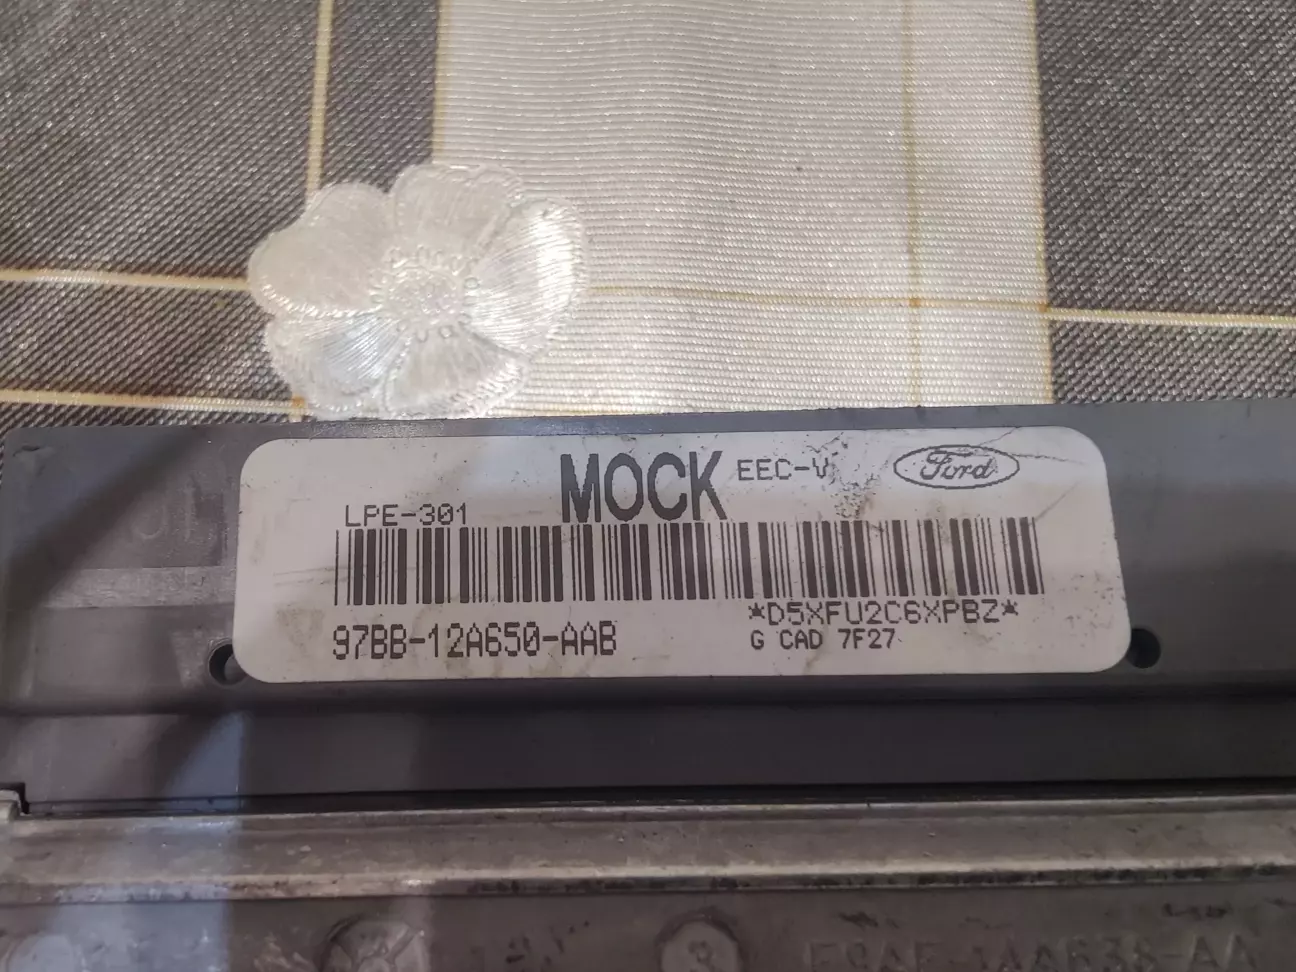 MOCK EEC-V Ford
LPE-301
*D5XFU2C6XPBZ*
97BB-12A650-AAB G CAD 7F27